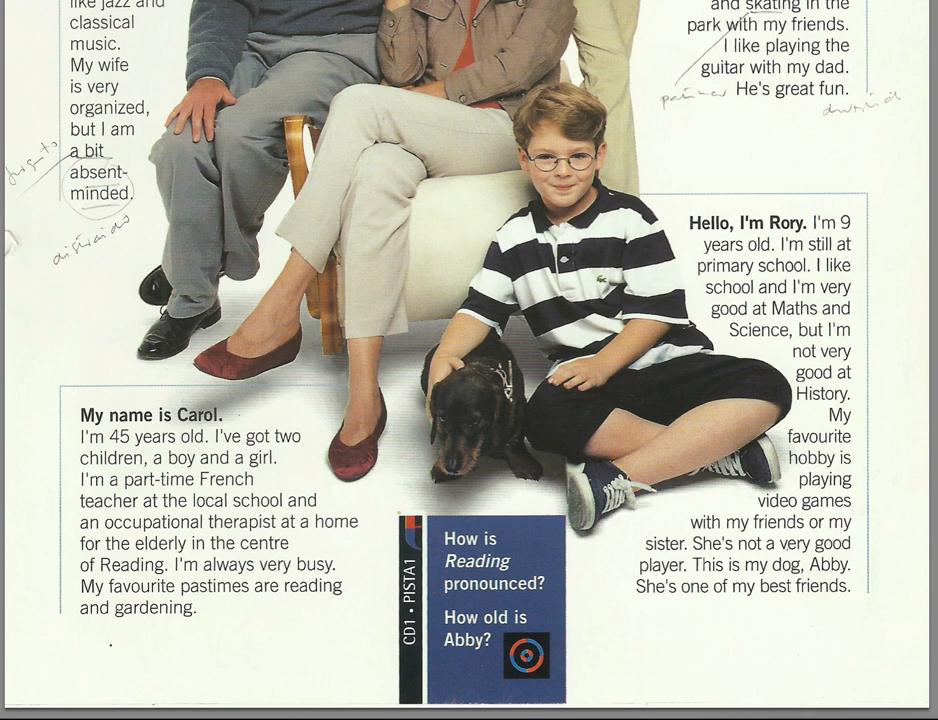 like jazz and
classical
music.
My wife
is very
organized,
but I am
a bit
absent-
minded.
distraido
and skating in the
park with my friends.
I like playing the
guitar with my dad.
He's great fun.
Hello, I'm Rory. I'm 9
years old. I'm still at
primary school. I like
school and I'm very
good at Maths and
Science, but I'm
not very
good at
History.
My
favourite
hobby is
playing
video games
with my friends or my
sister. She's not a very good
player. This is my dog, Abby.
She's one of my best friends.
My name is Carol.
I'm 45 years old. I've got two
children, a boy and a girl.
I'm a part-time French
teacher at the local school and
an occupational therapist at a home
for the elderly in the centre
of Reading. I'm always very busy.
My favourite pastimes are reading
and gardening.
CD1 • PISTA1
How is
Reading
pronounced?
How old is
Abby?